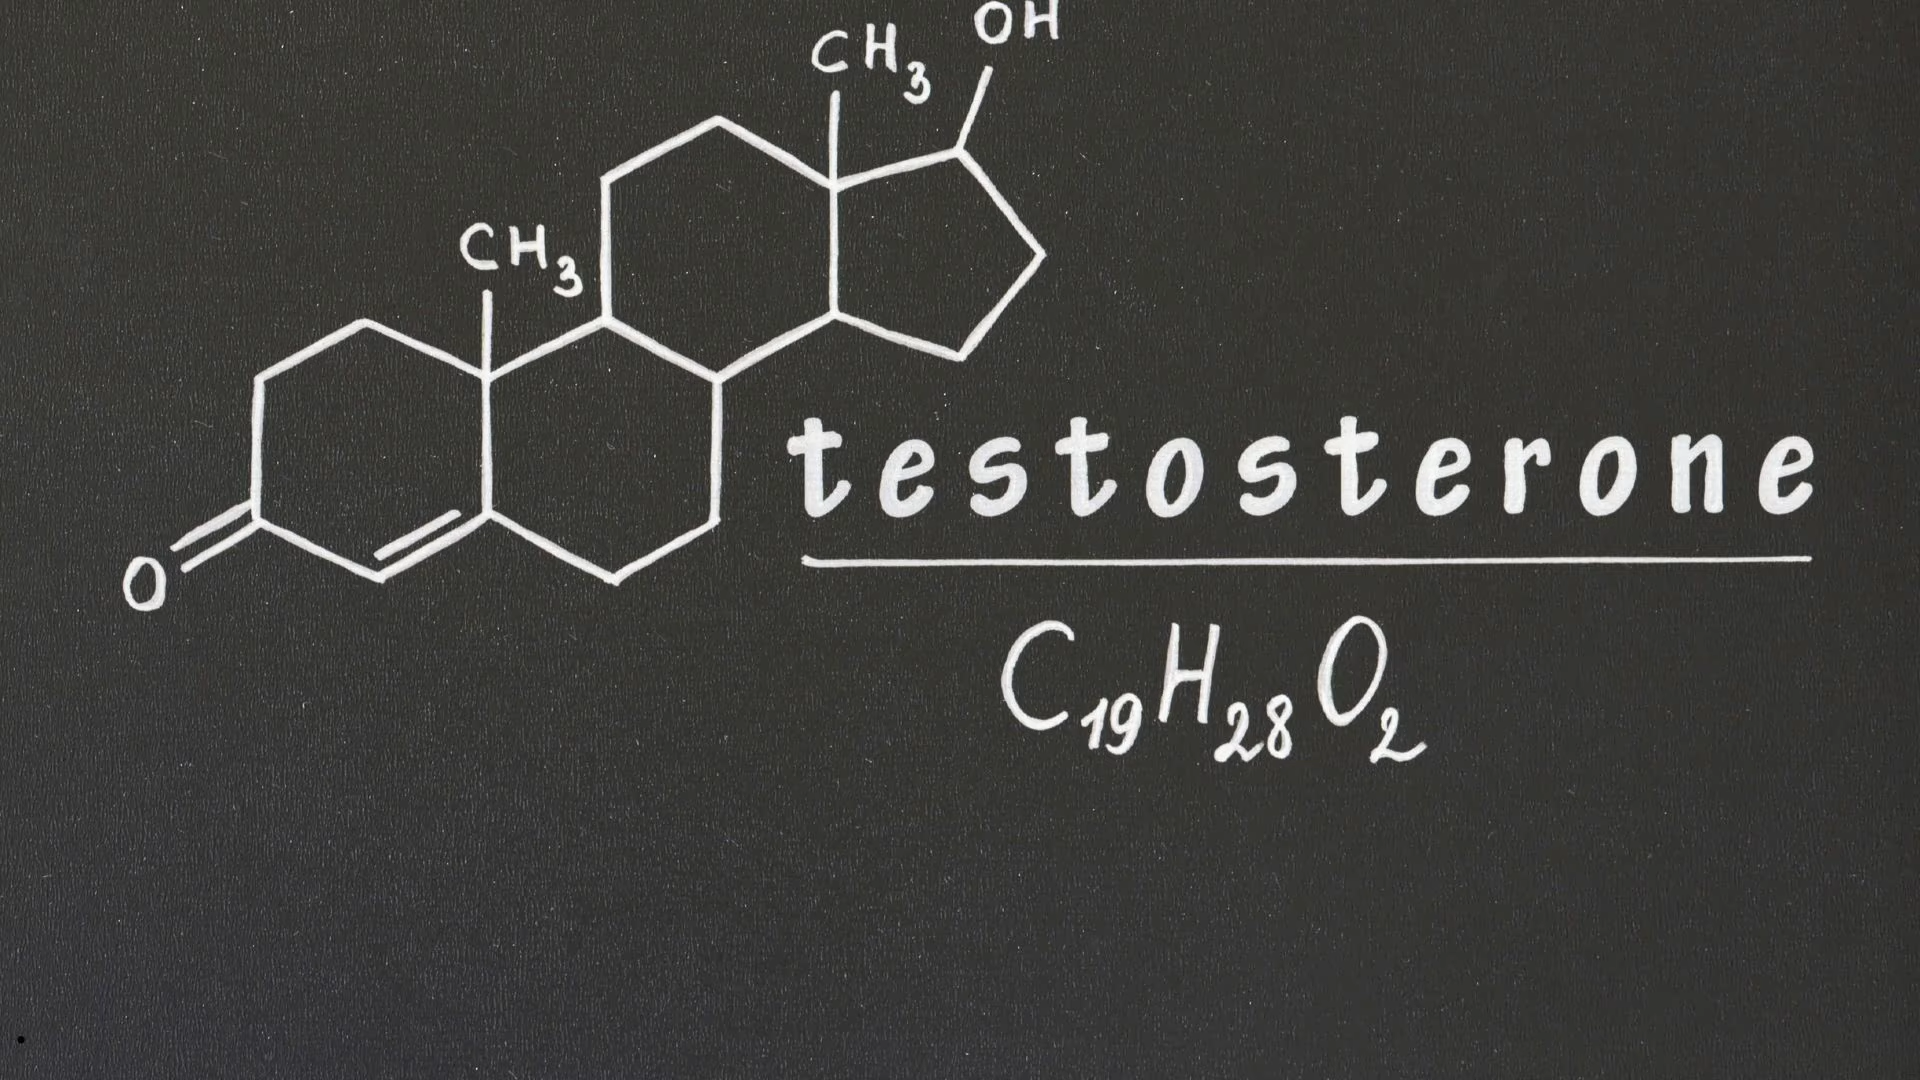 OH
CH₃
CH₃
testosterone
O
C₁₉H₂₈O₂